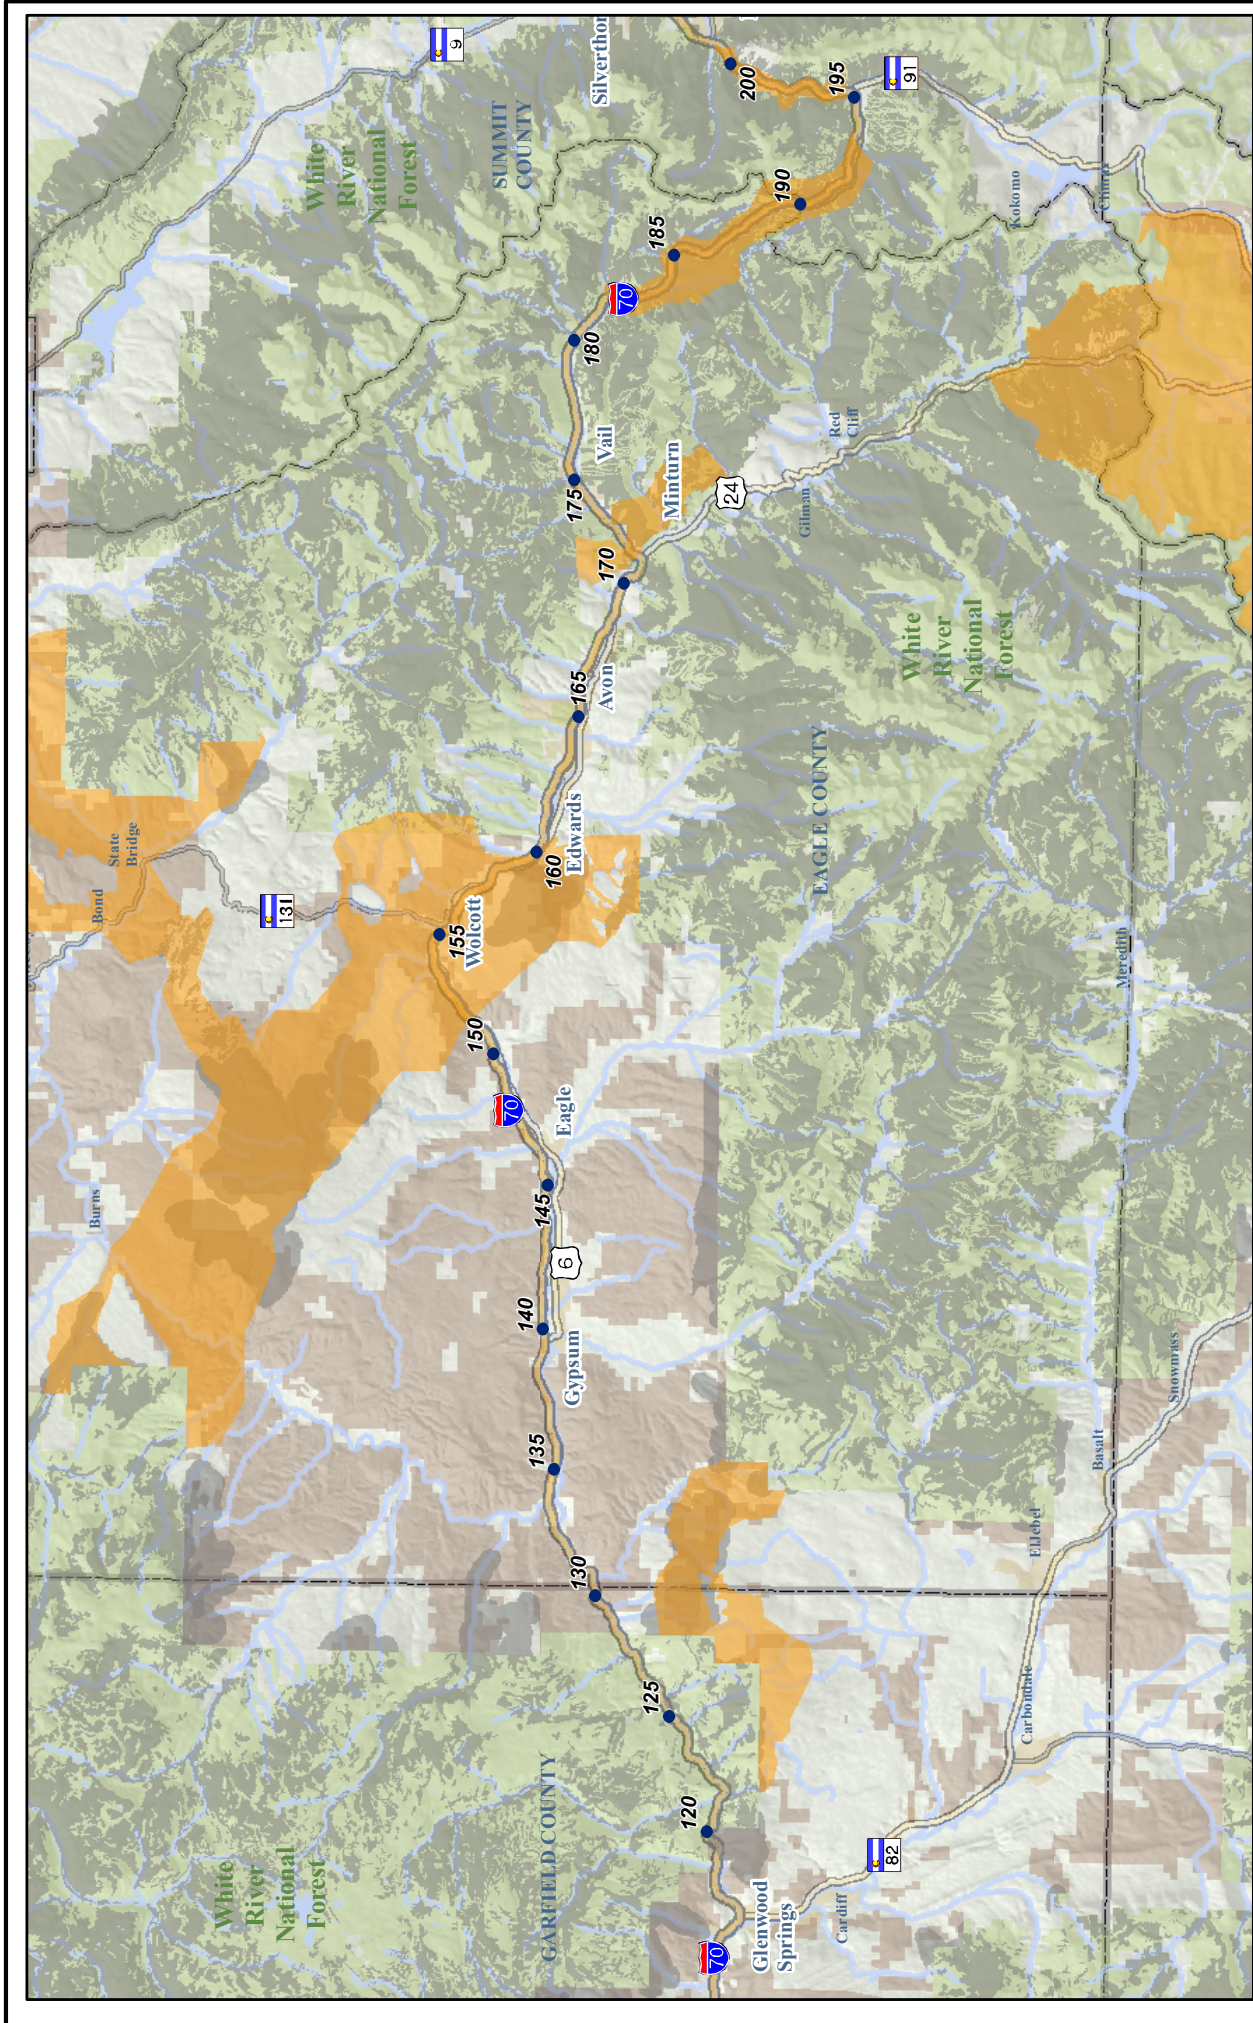 White
River
National
Forest
GARFIELD COUNTY
Burns
Bond
State
Bridge
131
9
White
River
National
Forest
SUMMIT
COUNTY
70
Glenwood
Springs
120
125
130
135
Gypsum
140
6
145
Eagle
70
150
155
Wolcott
160
Edwards
165
Avon
170
175
Vail
180
70
185
190
195
200
Minturn
24
Gilman
Red
Cliff
91
Kokomo
Climax
EAGLE COUNTY
White
River
National
Forest
Cardiff
82
Carbondale
ElJebel
Basalt
Snowmass
Meredith